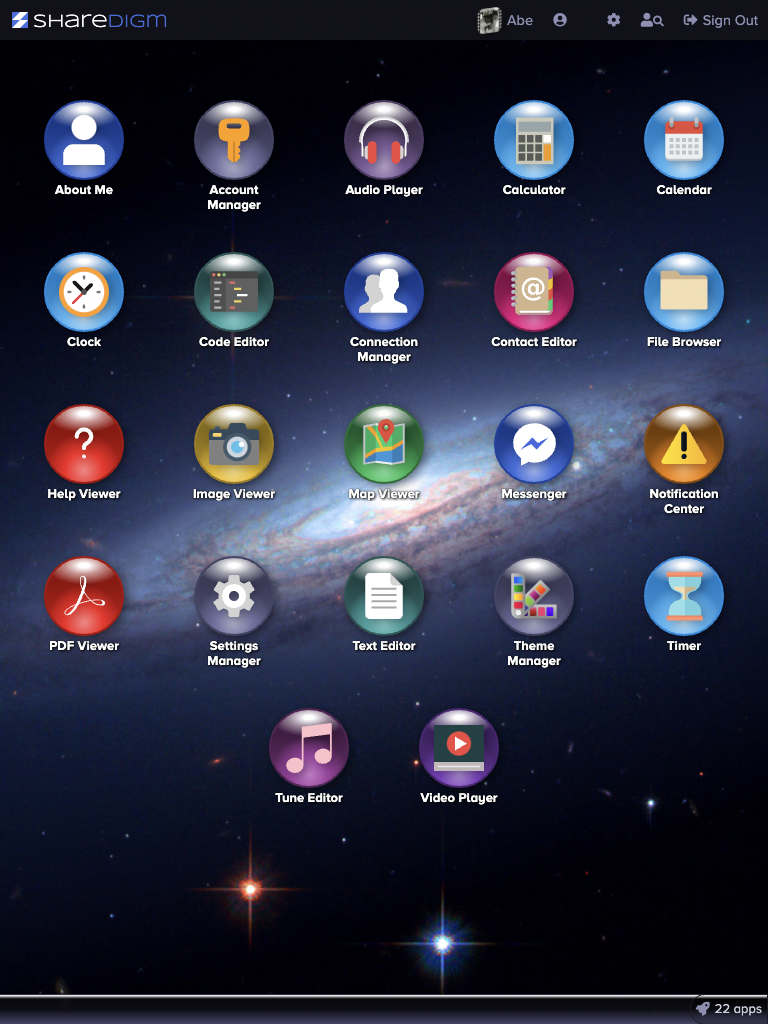 SHAREDIGM
Abe
Sign Out
About Me
Account
Manager
Audio Player
Calculator
Calendar
Clock
Code Editor
Connection
Manager
@
Contact Editor
File Browser
?
Help Viewer
Image Viewer
Map Viewer
Messenger
!
Notification
Center
PDF Viewer
Settings
Manager
Text Editor
Theme
Manager
Timer
Tune Editor
Video Player
22 apps